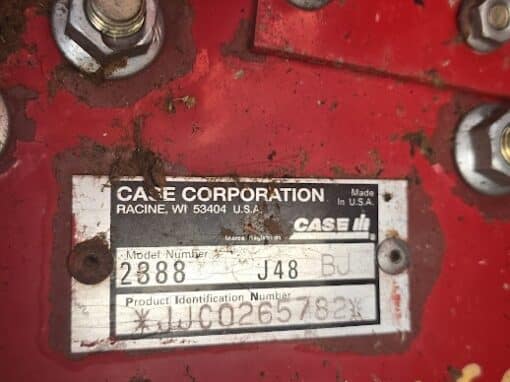 CASE CORPORATION
RACINE, WI 53404 U.S.A.
Made
In U.S.A.
CASE IH
Model Number
2388 J48 BJ
Product Identification Number
*JJC0265782*